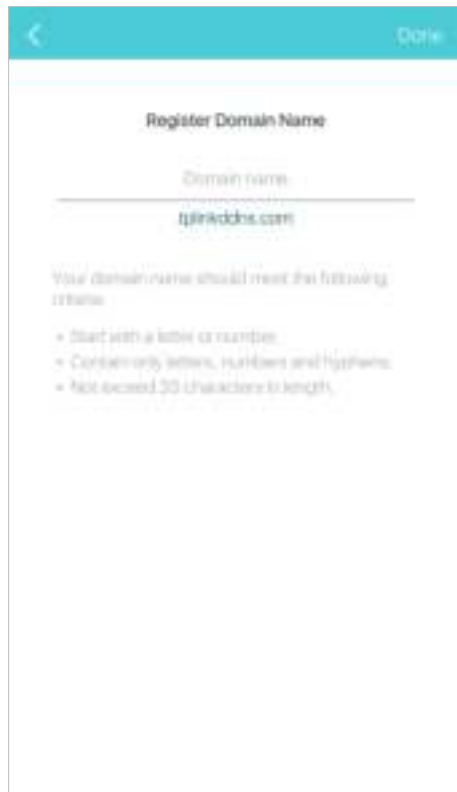 Done
Register Domain Name
Domain name
tplinkddns.com
Your domain name should meet the following
criteria:
• Start with a letter or number.
• Contain only letters, numbers and hyphens.
• Not exceed characters in length.